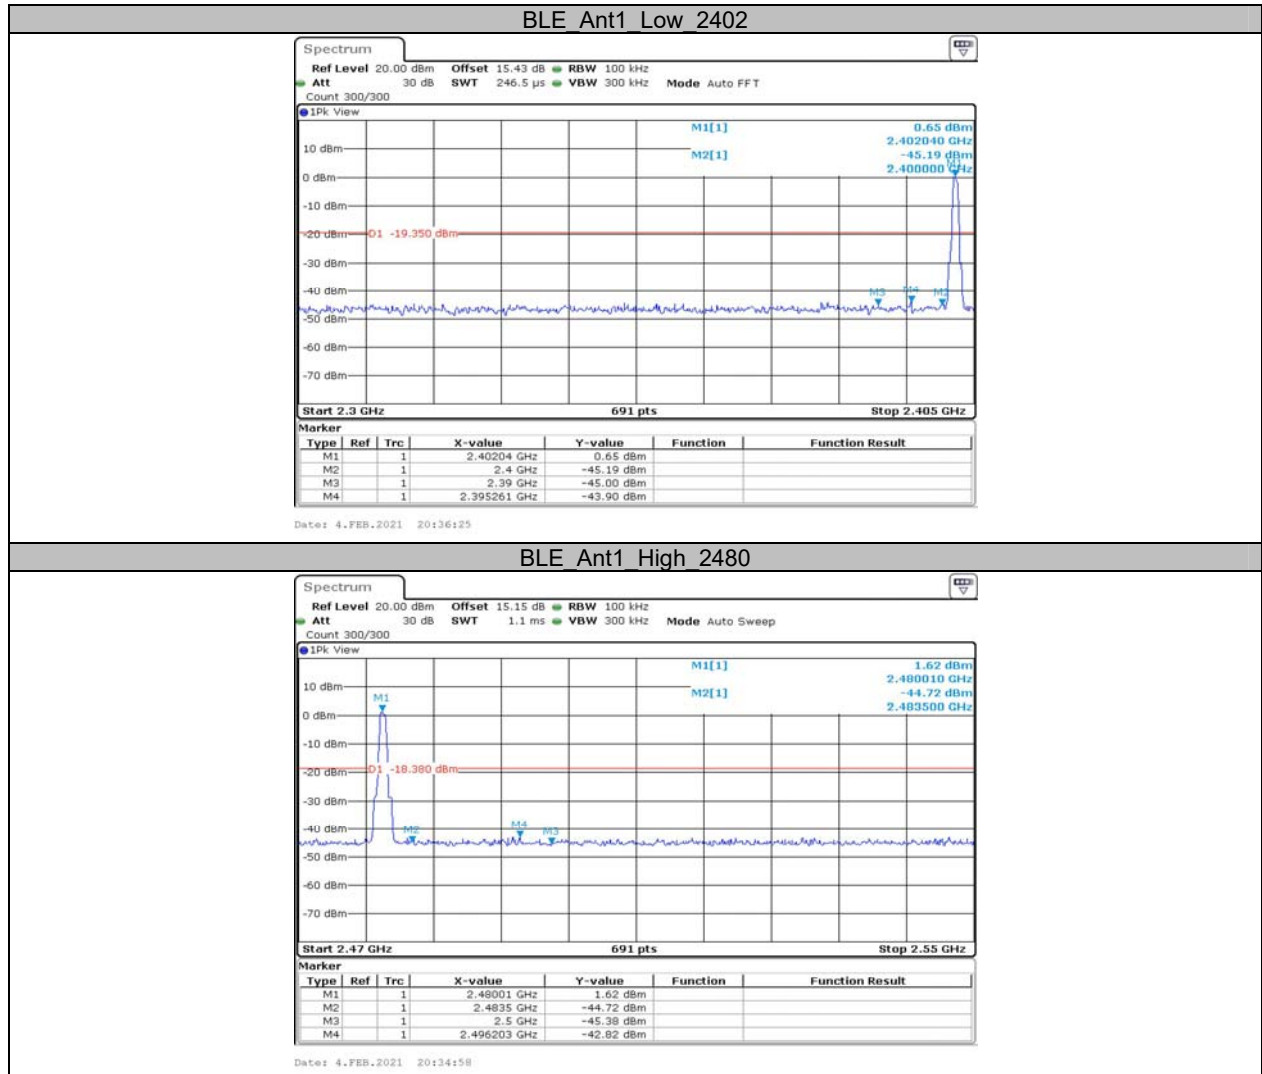 BLE_Ant1_Low_2402
Spectrum
Ref Level 20.00 dBm Offset 15.43 dB RBW 100 kHz
Att 30 dB SWT 246.5 µs VBW 300 kHz Mode Auto FFT
Count 300/300
1Pk View
M1[1] 0.65 dBm
2.402040 GHz
10 dBm
M2[1] -45.19 dBm
2.400000 GHz
M1
0 dBm
-10 dBm
-20 dBm D1 -19.350 dBm
-30 dBm
-40 dBm
M3 M4 M2
-50 dBm
-60 dBm
-70 dBm
Start 2.3 GHz 691 pts Stop 2.405 GHz
Marker
Type Ref Trc X-value Y-value Function Function Result
M1 1 2.40204 GHz 0.65 dBm
M2 1 2.4 GHz -45.19 dBm
M3 1 2.39 GHz -45.00 dBm
M4 1 2.395261 GHz -43.90 dBm
Date: 4.FEB.2021 20:36:25
BLE_Ant1_High_2480
Spectrum
Ref Level 20.00 dBm Offset 15.15 dB RBW 100 kHz
Att 30 dB SWT 1.1 ms VBW 300 kHz Mode Auto Sweep
Count 300/300
1Pk View
M1[1] 1.62 dBm
2.480010 GHz
10 dBm
M2[1] -44.72 dBm
M1
2.483500 GHz
0 dBm
-10 dBm
-20 dBm D1 -18.380 dBm
-30 dBm
-40 dBm
M2 M4 M3
-50 dBm
-60 dBm
-70 dBm
Start 2.47 GHz 691 pts Stop 2.55 GHz
Marker
Type Ref Trc X-value Y-value Function Function Result
M1 1 2.48001 GHz 1.62 dBm
M2 1 2.4835 GHz -44.72 dBm
M3 1 2.5 GHz -45.38 dBm
M4 1 2.496203 GHz -42.82 dBm
Date: 4.FEB.2021 20:34:58